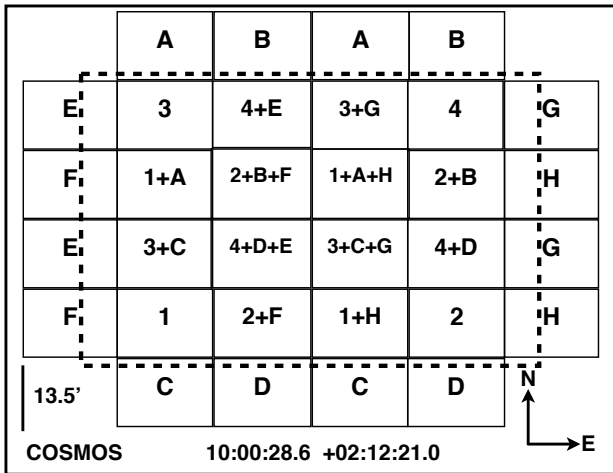 A B A B
E 3 4+E 3+G 4 G
F 1+A 2+B+F 1+A+H 2+B H
E 3+C 4+D+E 3+C+G 4+D G
F 1 2+F 1+H 2 H
13.5’ C D C D N
E
COSMOS 10:00:28.6 +02:12:21.0